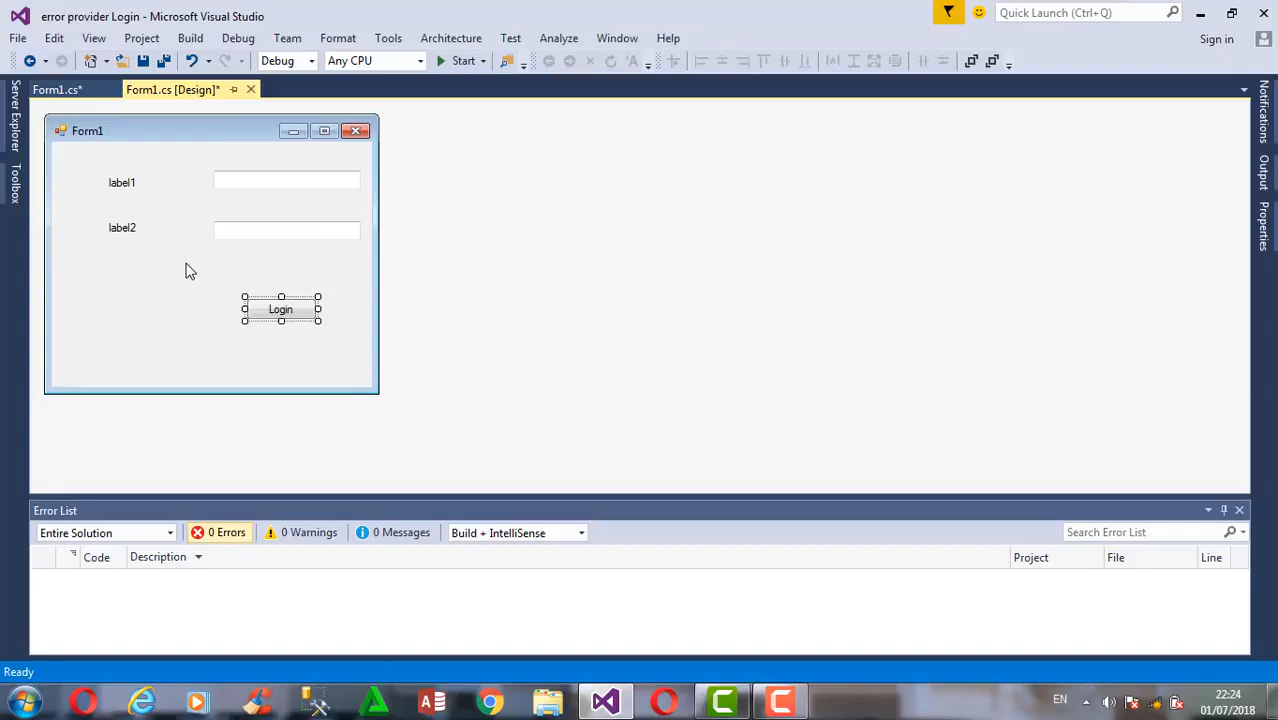 error provider Login - Microsoft Visual Studio
Quick Launch (Ctrl+Q)
File Edit View Project Build Debug Team Format Tools Architecture Test Analyze Window Help
Sign in
Debug Any CPU Start
Form1.cs* Form1.cs [Design]*
Server Explorer
Toolbox
Notifications
Output
Properties
Form1
label1
label2
Login
Error List
Entire Solution 0 Errors 0 Warnings 0 Messages Build + IntelliSense Search Error List
Code Description Project File Line
Ready
EN
22:24
01/07/2018